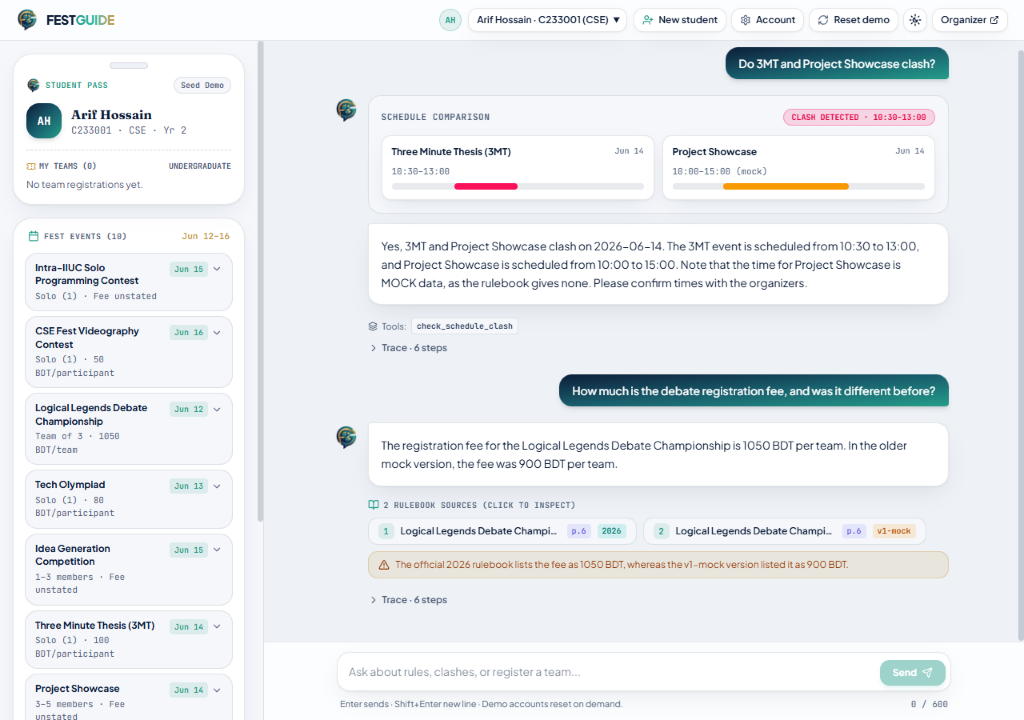 FESTGUIDE
AH
Arif Hossain · C233001 (CSE) ▾
New student
Account
Reset demo
Organizer
STUDENT PASS
Seed Demo
AH
Arif Hossain
C233001 · CSE · Yr 2
MY TEAMS (0)
UNDERGRADUATE
No team registrations yet.
FEST EVENTS (10)
Jun 12–16
Intra-IIUC Solo
Programming Contest
Jun 15
Solo (1) · Fee unstated
CSE Fest Videography
Contest
Jun 16
Solo (1) · 50
BDT/participant
Logical Legends Debate
Championship
Jun 12
Team of 3 · 1050
BDT/team
Tech Olympiad
Jun 13
Solo (1) · 80
BDT/participant
Idea Generation
Competition
Jun 15
1–3 members · Fee
unstated
Three Minute Thesis (3MT)
Jun 14
Solo (1) · 100
BDT/participant
Project Showcase
Jun 14
3–5 members · Fee
unstated
Do 3MT and Project Showcase clash?
SCHEDULE COMPARISON
CLASH DETECTED · 10:30-13:00
Three Minute Thesis (3MT)
Jun 14
10:30-13:00
Project Showcase
Jun 14
10:00-15:00 (mock)
Yes, 3MT and Project Showcase clash on 2026-06-14. The 3MT event is scheduled from 10:30 to 13:00,
and Project Showcase is scheduled from 10:00 to 15:00. Note that the time for Project Showcase is
MOCK data, as the rulebook gives none. Please confirm times with the organizers.
Tools: check_schedule_clash
Trace · 6 steps
How much is the debate registration fee, and was it different before?
The registration fee for the Logical Legends Debate Championship is 1050 BDT per team. In the older
mock version, the fee was 900 BDT per team.
2 RULEBOOK SOURCES (CLICK TO INSPECT)
1 Logical Legends Debate Champi... p.6 2026
2 Logical Legends Debate Champi... p.6 v1-mock
The official 2026 rulebook lists the fee as 1050 BDT, whereas the v1-mock version listed it as 900 BDT.
Trace · 6 steps
Ask about rules, clashes, or register a team...
Send
Enter sends · Shift+Enter new line · Demo accounts reset on demand.
0 / 600